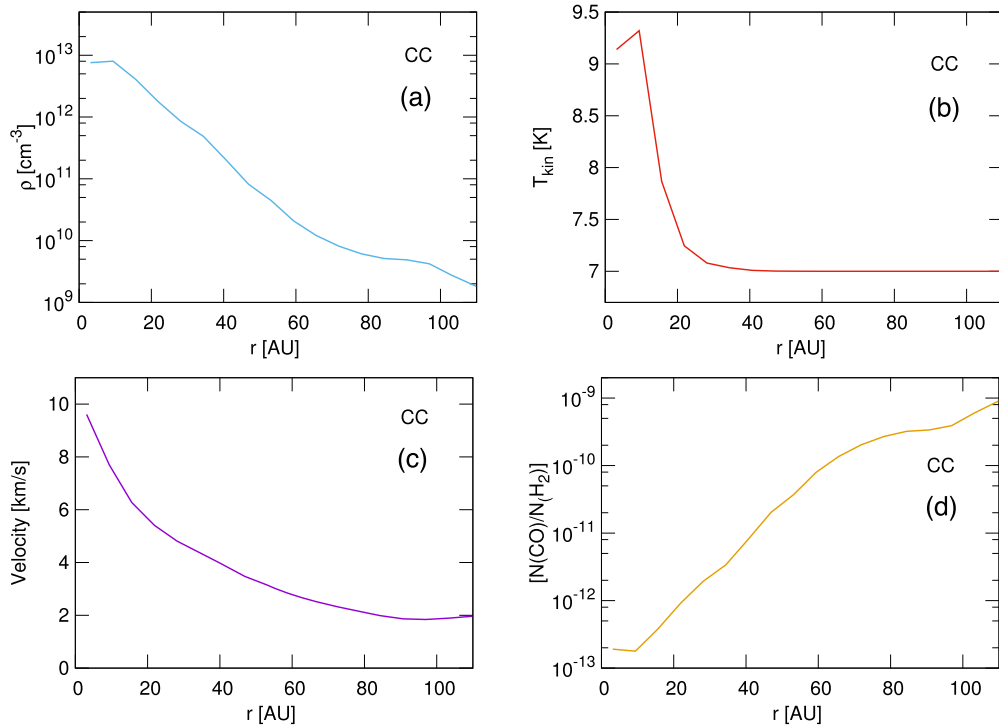 10^13
10^12
10^11
10^10
10^9
ρ [cm^-3]
CC
(a)
0 20 40 60 80 100
r [AU]
9.5
9
8.5
8
7.5
7
T_kin [K]
CC
(b)
0 20 40 60 80 100
r [AU]
10
8
6
4
2
0
Velocity [km/s]
CC
(c)
0 20 40 60 80 100
r [AU]
10^-9
10^-10
10^-11
10^-12
10^-13
[N(CO)/N_(H_2)]
CC
(d)
0 20 40 60 80 100
r [AU]